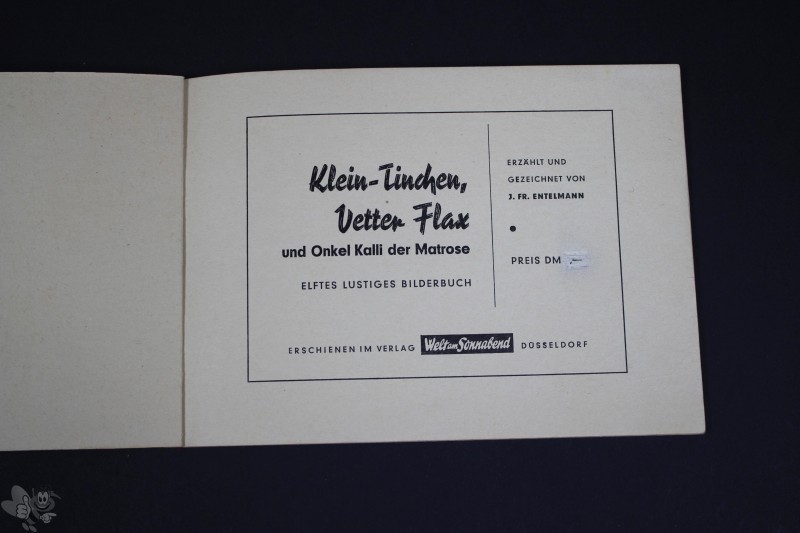 Klein-Tinchen,
Vetter Flax
und Onkel Kalli der Matrose
ELFTES LUSTIGES BILDERBUCH
ERZÄHLT UND
GEZEICHNET VON
J. FR. ENTELMANN
PREIS DM
ERSCHIENEN IM VERLAG Welt am Sonnabend DÜSSELDORF